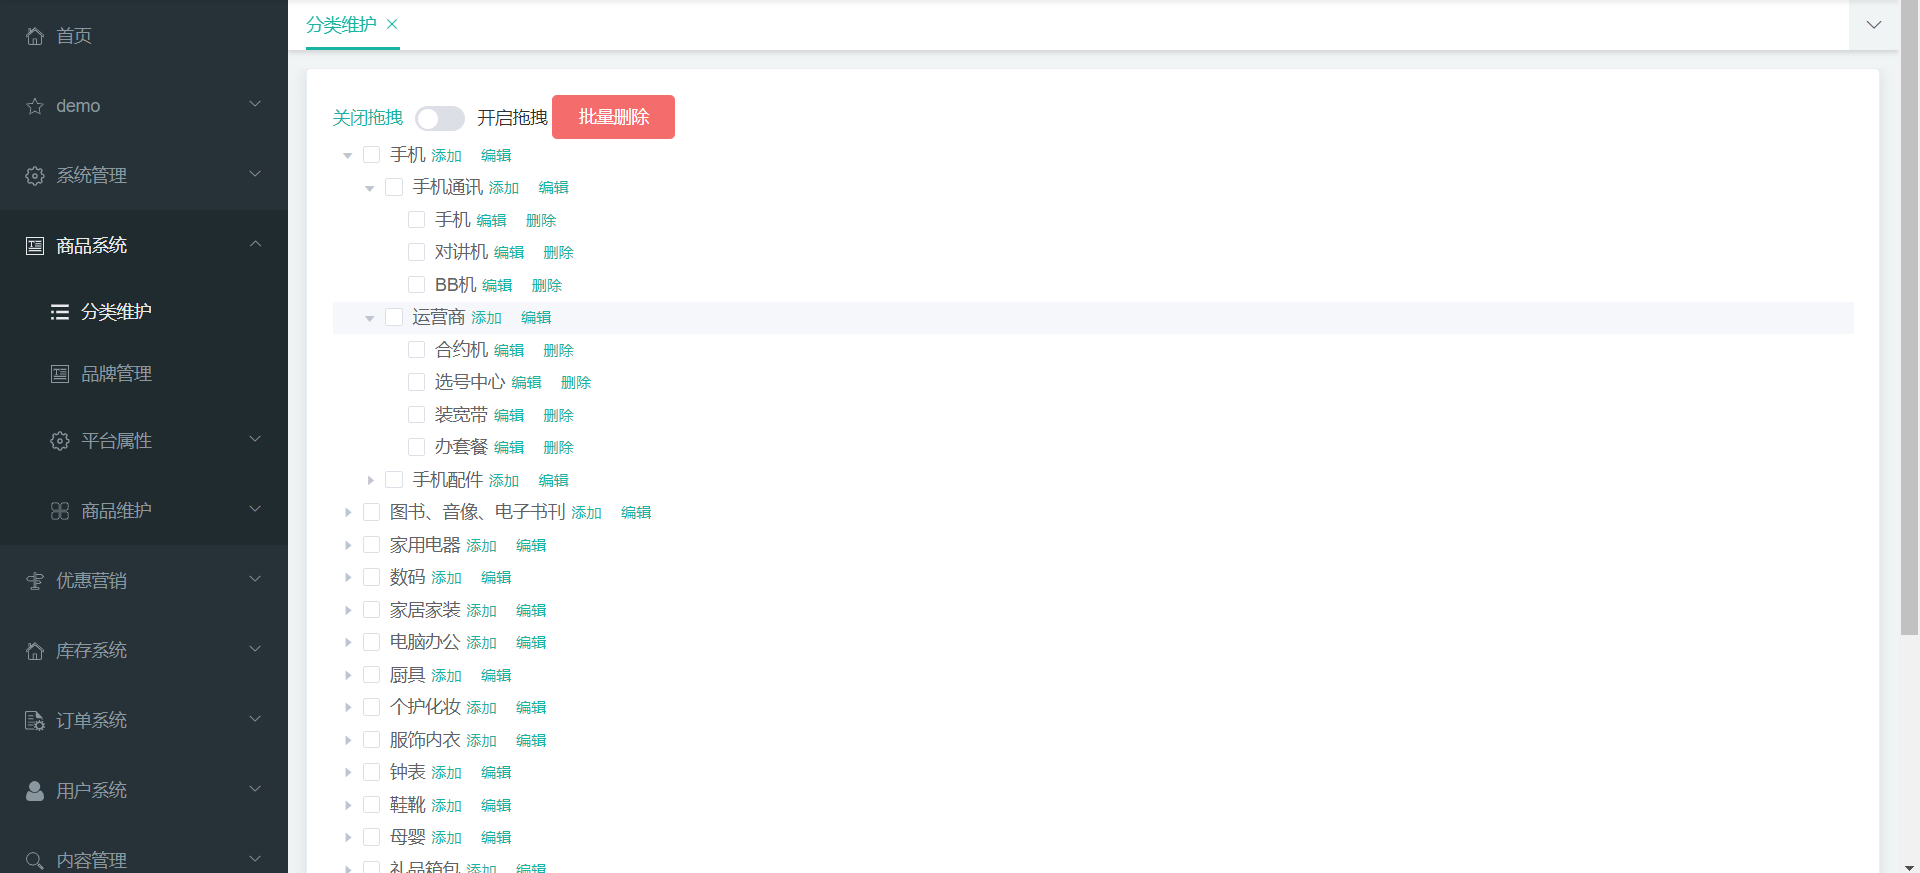 首页
demo
系统管理
商品系统
分类维护
品牌管理
平台属性
商品维护
优惠营销
库存系统
订单系统
用户系统
内容管理
分类维护
关闭拖拽 开启拖拽 批量删除
手机 添加 编辑
手机通讯 添加 编辑
手机 编辑 删除
对讲机 编辑 删除
BB机 编辑 删除
运营商 添加 编辑
合约机 编辑 删除
选号中心 编辑 删除
装宽带 编辑 删除
办套餐 编辑 删除
手机配件 添加 编辑
图书、音像、电子书刊 添加 编辑
家用电器 添加 编辑
数码 添加 编辑
家居家装 添加 编辑
电脑办公 添加 编辑
厨具 添加 编辑
个护化妆 添加 编辑
服饰内衣 添加 编辑
钟表 添加 编辑
鞋靴 添加 编辑
母婴 添加 编辑
礼品箱包 添加 编辑